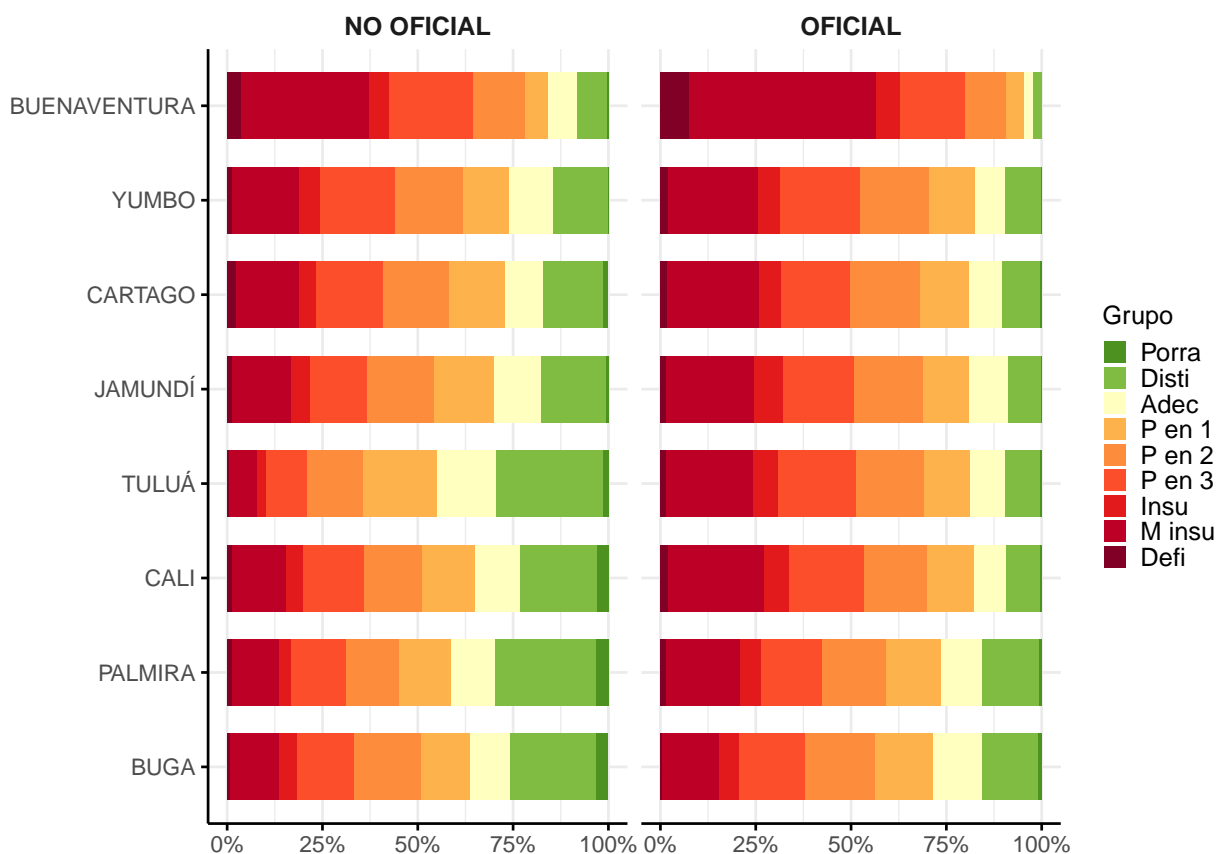 NO OFICIAL
OFICIAL
BUENAVENTURA
YUMBO
CARTAGO
JAMUNDÍ
TULUÁ
CALI
PALMIRA
BUGA
0% 25% 50% 75% 100%
0% 25% 50% 75% 100%
Grupo
Porra
Disti
Adec
P en 1
P en 2
P en 3
Insu
M insu
Defi